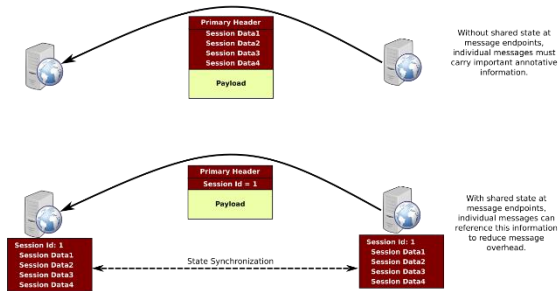 Primary Header
Session Data1
Session Data2
Session Data3
Session Data4
Payload
Without shared state at
message endpoints,
individual messages must
carry important annotative
information.
Primary Header
Session Id = 1
Payload
With shared state at
message endpoints,
individual messages can
reference this information
to reduce message
overhead.
Session Id: 1
Session Data1
Session Data2
Session Data3
Session Data4
State Synchronization
Session Id: 1
Session Data1
Session Data2
Session Data3
Session Data4